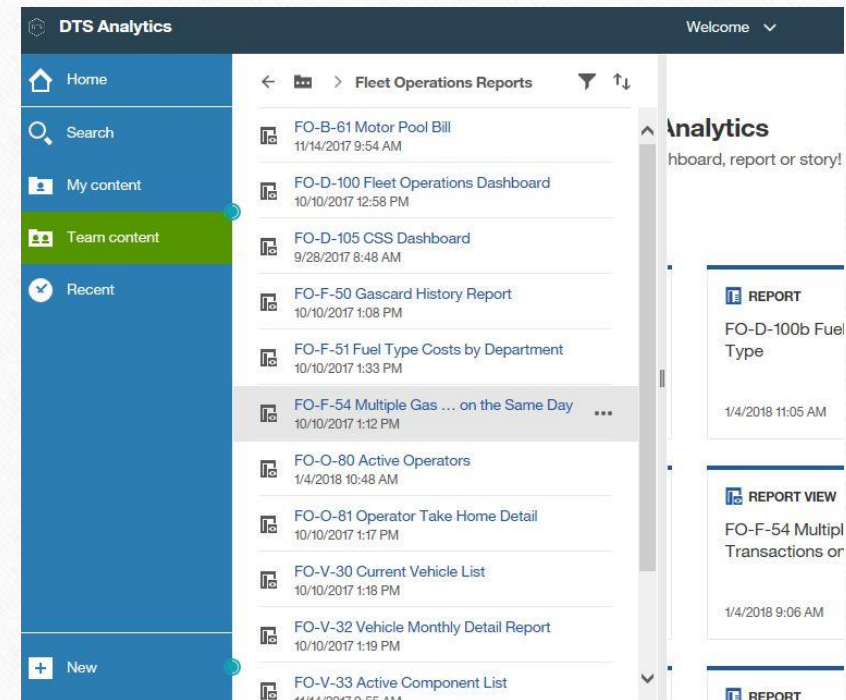 DTS Analytics
Welcome
Home
Search
My content
Team content
Recent
New
Fleet Operations Reports
FO-B-61 Motor Pool Bill
11/14/2017 9:54 AM
FO-D-100 Fleet Operations Dashboard
10/10/2017 12:58 PM
FO-D-105 CSS Dashboard
9/28/2017 8:48 AM
FO-F-50 Gascard History Report
10/10/2017 1:08 PM
FO-F-51 Fuel Type Costs by Department
10/10/2017 1:33 PM
FO-F-54 Multiple Gas … on the Same Day
10/10/2017 1:12 PM
FO-O-80 Active Operators
1/4/2018 10:48 AM
FO-O-81 Operator Take Home Detail
10/10/2017 1:17 PM
FO-V-30 Current Vehicle List
10/10/2017 1:18 PM
FO-V-32 Vehicle Monthly Detail Report
10/10/2017 1:19 PM
FO-V-33 Active Component List
11/14/2017 9:55 AM
Analytics
hboard, report or story!
REPORT
FO-D-100b Fuel
Type
1/4/2018 11:05 AM
REPORT VIEW
FO-F-54 Multipl
Transactions on
1/4/2018 9:06 AM
REPORT